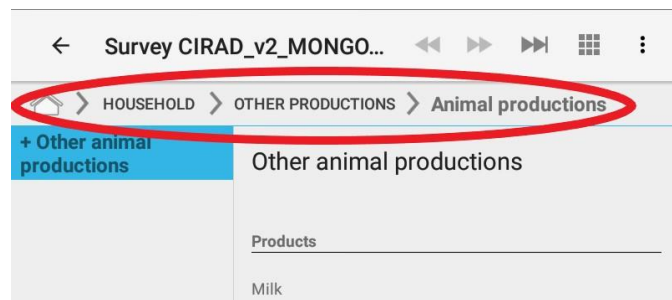 Survey CIRAD_v2_MONGO...
HOUSEHOLD OTHER PRODUCTIONS Animal productions
+ Other animal
productions
Other animal productions
Products
Milk